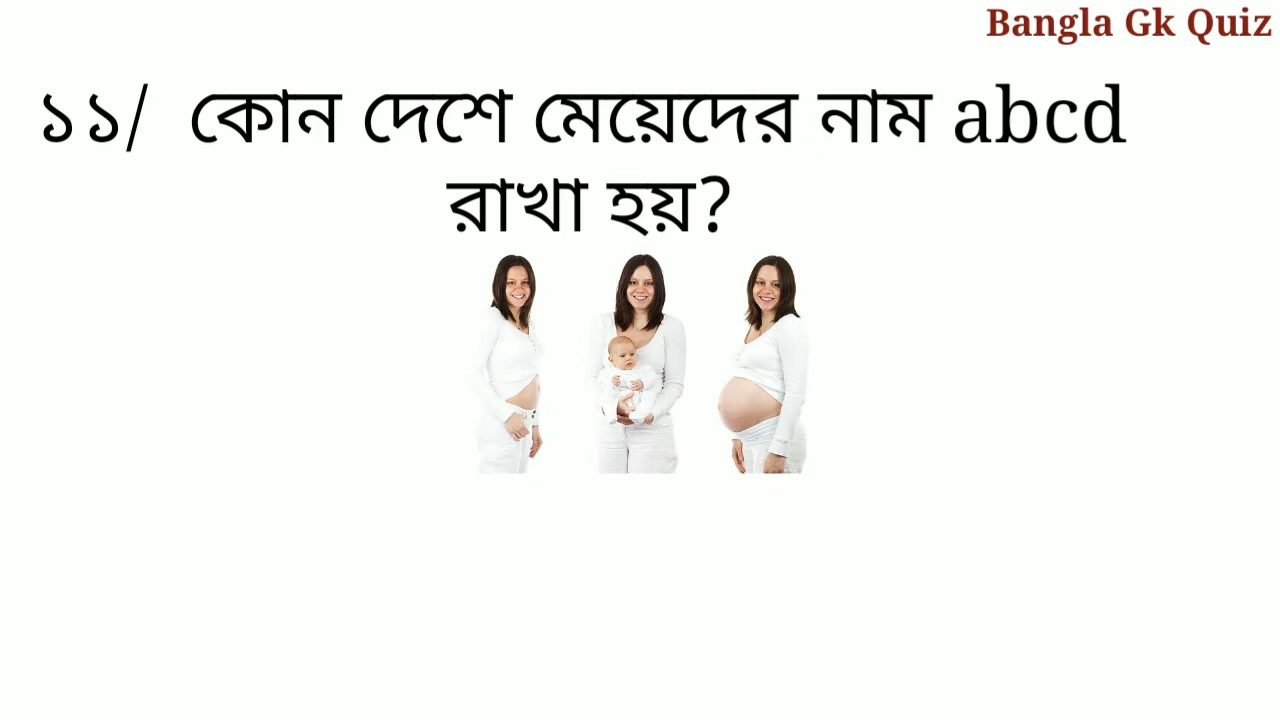 Bangla Gk Quiz
১১/ কোন দেশে মেয়েদের নাম abcd
রাখা হয়?